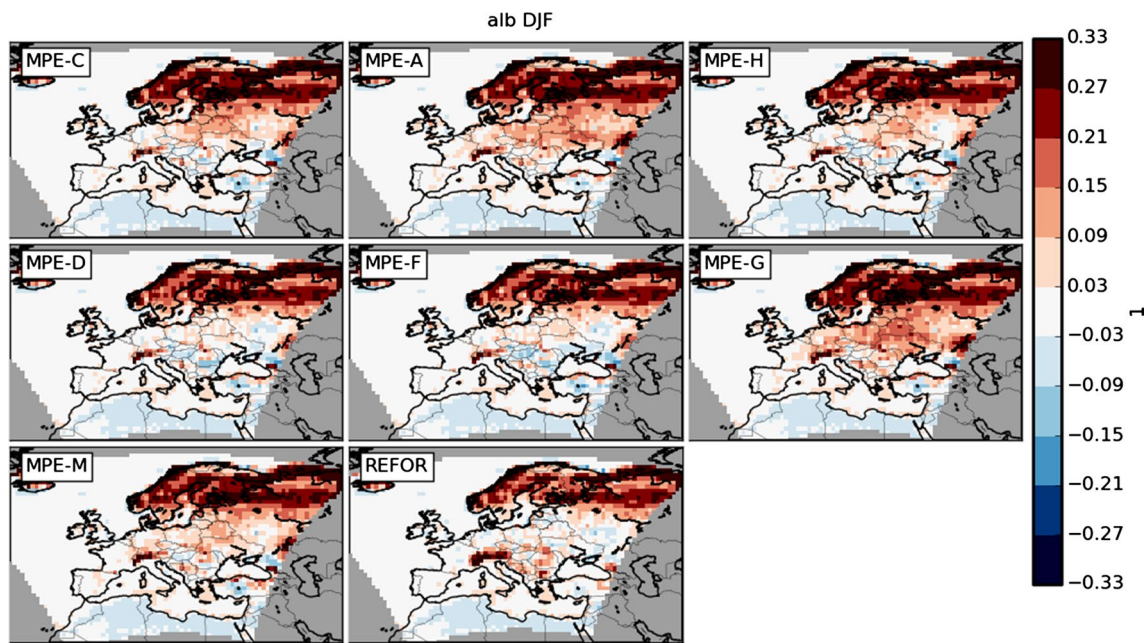 alb DJF
MPE-C
MPE-A
MPE-H
MPE-D
MPE-F
MPE-G
MPE-M
REFOR
0.33
0.27
0.21
0.15
0.09
0.03
−0.03
−0.09
−0.15
−0.21
−0.27
−0.33
1